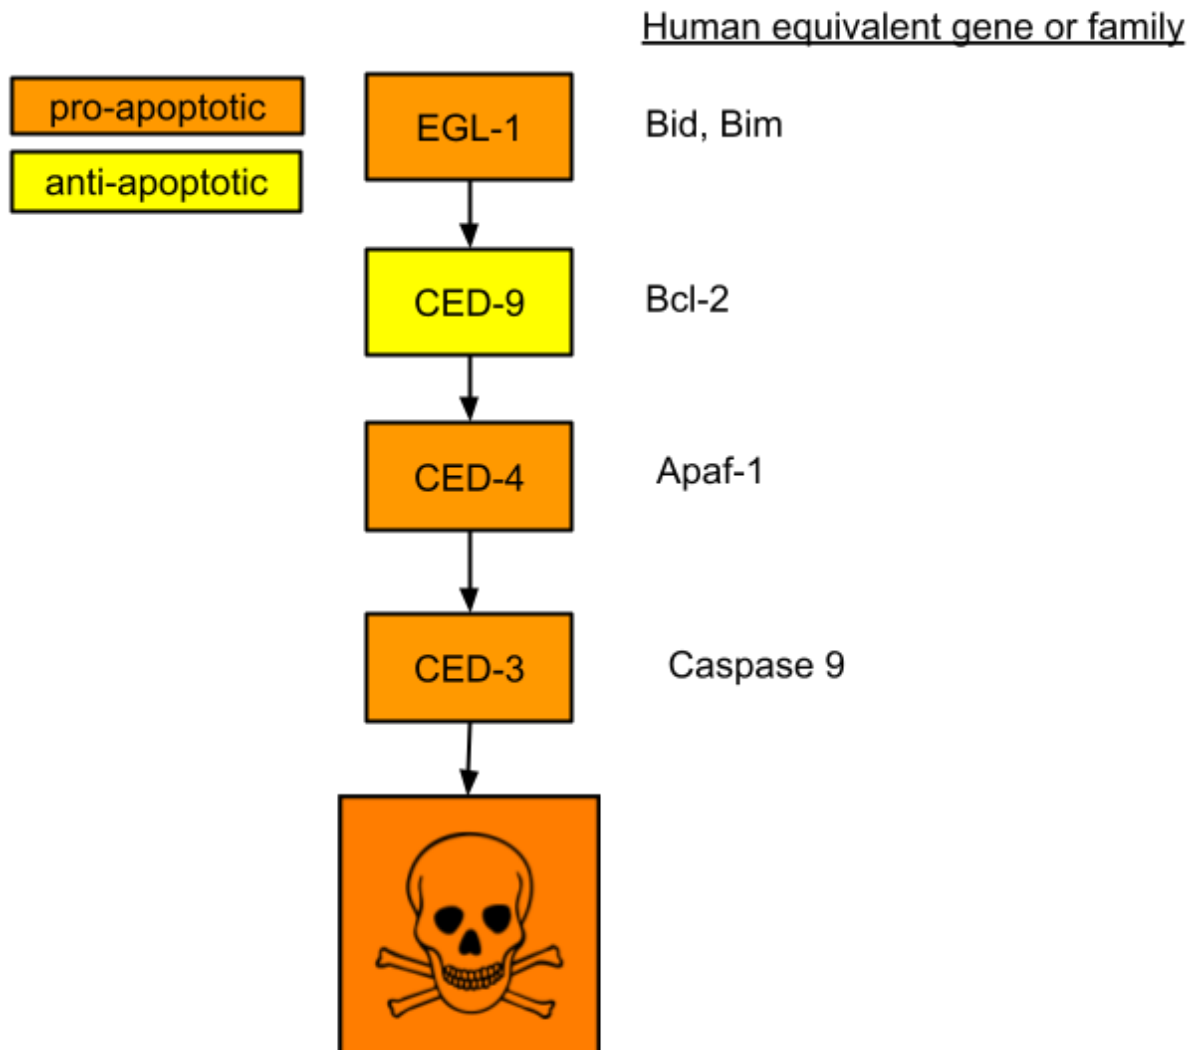 Human equivalent gene or family
pro-apoptotic
anti-apoptotic
EGL-1
Bid, Bim
CED-9
Bcl-2
CED-4
Apaf-1
CED-3
Caspase 9